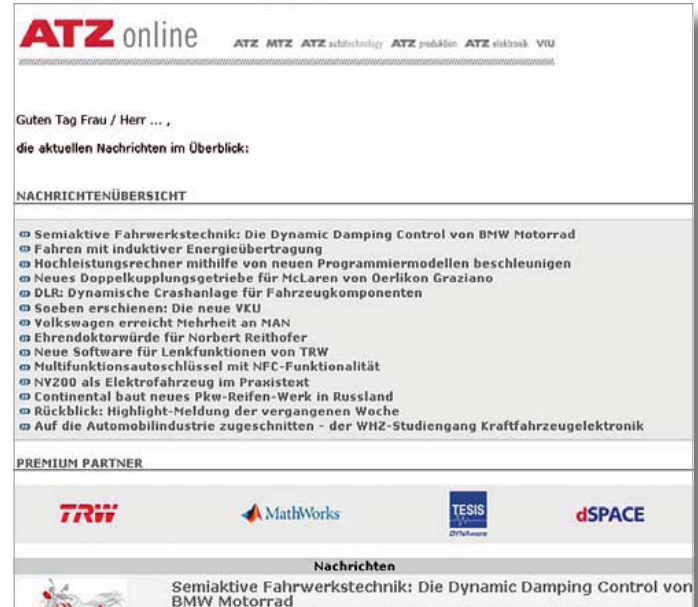 ATZ online
ATZ MTZ ATZ autotechnology ATZ produktion ATZ elektronik VKU
Guten Tag Frau / Herr ... ,
die aktuellen Nachrichten im Überblick:
NACHRICHTENÜBERSICHT
Semiaktive Fahrwerkstechnik: Die Dynamic Damping Control von BMW Motorrad
Fahren mit induktiver Energieübertragung
Hochleistungsrechner mithilfe von neuen Programmiermodellen beschleunigen
Neues Doppelkupplungsgetriebe für McLaren von Oerlikon Graziano
DLR: Dynamische Crashanlage für Fahrzeugkomponenten
Soeben erschienen: Die neue VKU
Volkswagen erreicht Mehrheit an MAN
Ehrendoktorwürde für Norbert Reithofer
Neue Software für Lenkfunktionen von TRW
Multifunktionsautoschlüssel mit NFC-Funktionalität
NV200 als Elektrofahrzeug im Praxistext
Continental baut neues Pkw-Reifen-Werk in Russland
Rückblick: Highlight-Meldung der vergangenen Woche
Auf die Automobilindustrie zugeschnitten - der WHZ-Studiengang Kraftfahrzeugelektronik
PREMIUM PARTNER
TRW MathWorks TESIS DYNAware dSPACE
Nachrichten
Semiaktive Fahrwerkstechnik: Die Dynamic Damping Control von
BMW Motorrad